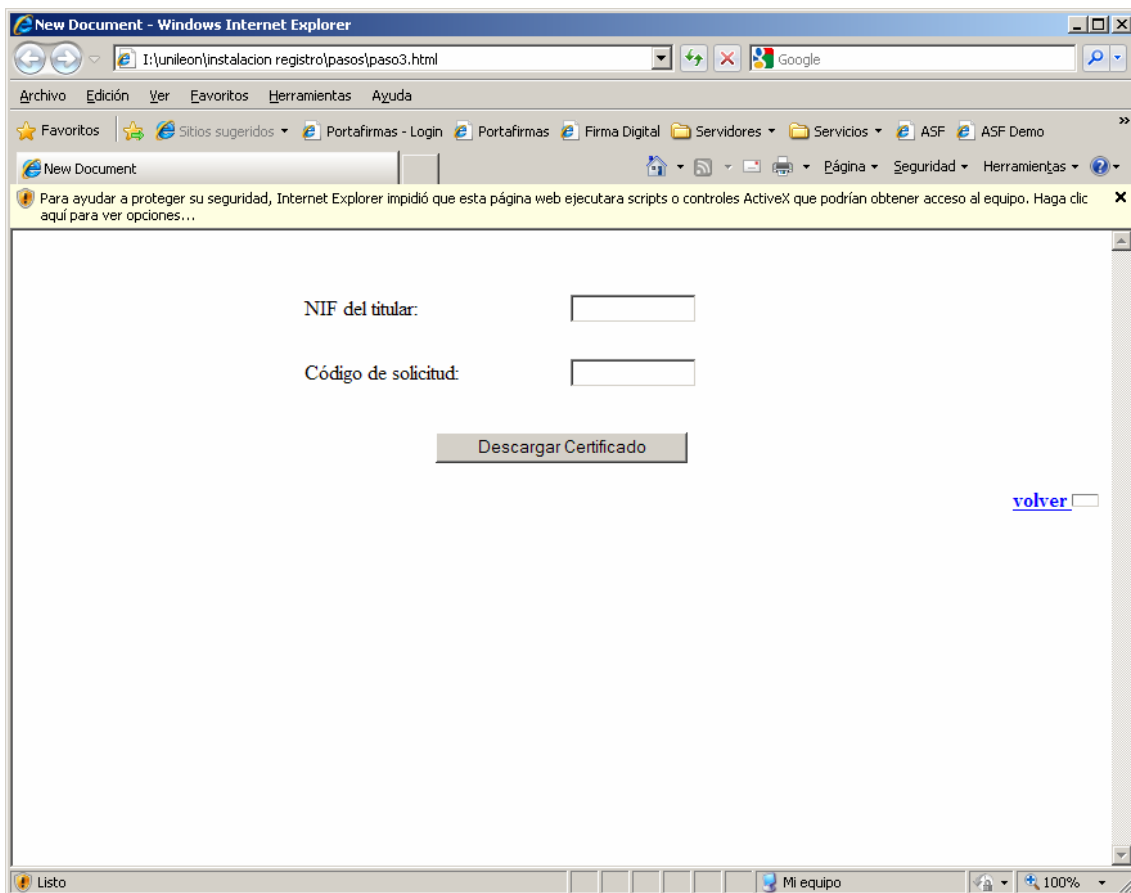 New Document - Windows Internet Explorer
I:\unileon\instalacion registro\pasos\paso3.html
Google
Archivo Edición Ver Favoritos Herramientas Ayuda
Favoritos Sitios sugeridos Portafirmas - Login Portafirmas Firma Digital Servidores Servicios ASF ASF Demo »
New Document Página Seguridad Herramientas
Para ayudar a proteger su seguridad, Internet Explorer impidió que esta página web ejecutara scripts o controles ActiveX que podrían obtener acceso al equipo. Haga clic
aquí para ver opciones...
NIF del titular:
Código de solicitud:
Descargar Certificado
volver
Listo Mi equipo 100%